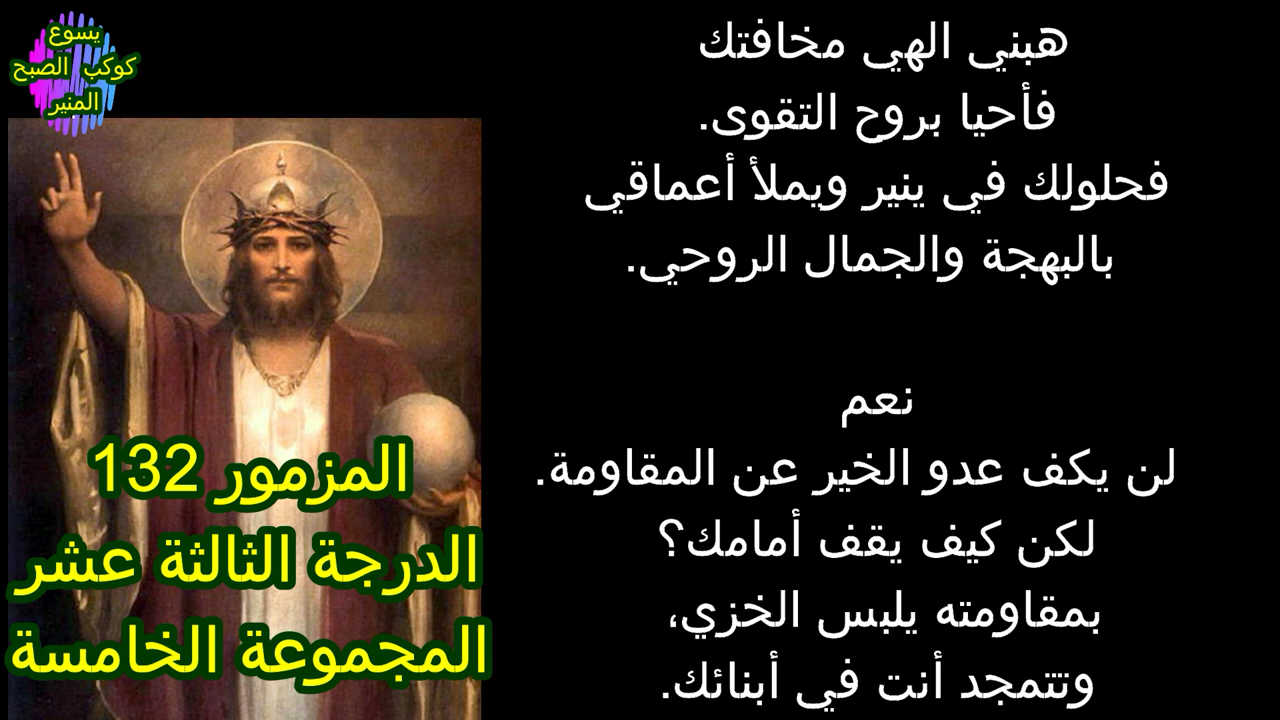 يسوع
كوكب الصبح
المنير
هبني الهي مخافتك
فأحيا بروح التقوى.
فحلولك في ينير ويملأ أعماقي
بالبهجة والجمال الروحي.
نعم
لن يكف عدو الخير عن المقاومة.
لكن كيف يقف أمامك؟
بمقاومته يلبس الخزي،
وتتمجد أنت في أبنائك.
المزمور 132
الدرجة الثالثة عشر
المجموعة الخامسة